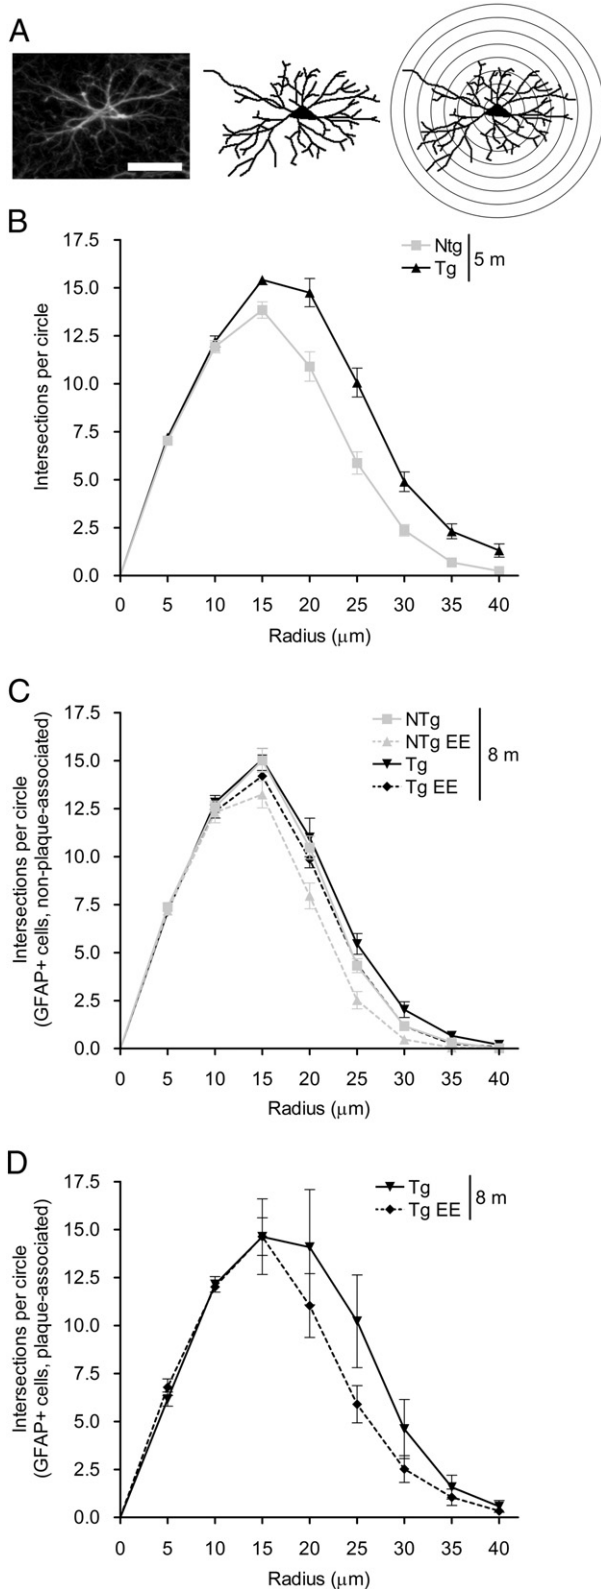 A
B
17.5
15.0
12.5
10.0
7.5
5.0
2.5
0.0
Intersections per circle
Ntg
Tg
5 m
0 5 10 15 20 25 30 35 40
Radius (μm)
C
17.5
15.0
12.5
10.0
7.5
5.0
2.5
0.0
Intersections per circle
(GFAP+ cells, non-plaque-associated)
NTg
NTg EE
Tg
Tg EE
8 m
0 5 10 15 20 25 30 35 40
Radius (μm)
D
17.5
15.0
12.5
10.0
7.5
5.0
2.5
0.0
Intersections per circle
(GFAP+ cells, plaque-associated)
Tg
Tg EE
8 m
0 5 10 15 20 25 30 35 40
Radius (μm)